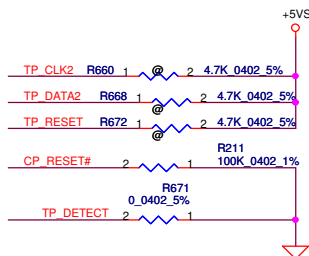 +5VS
TP_CLK2 R660 1 @ 2 4.7K_0402_5%
TP_DATA2 R668 1 @ 2 4.7K_0402_5%
TP_RESET R672 1 @ 2 4.7K_0402_5%
R211
CP_RESET# 2 1 100K_0402_1%
R671
0_0402_5%
TP_DETECT 2 1